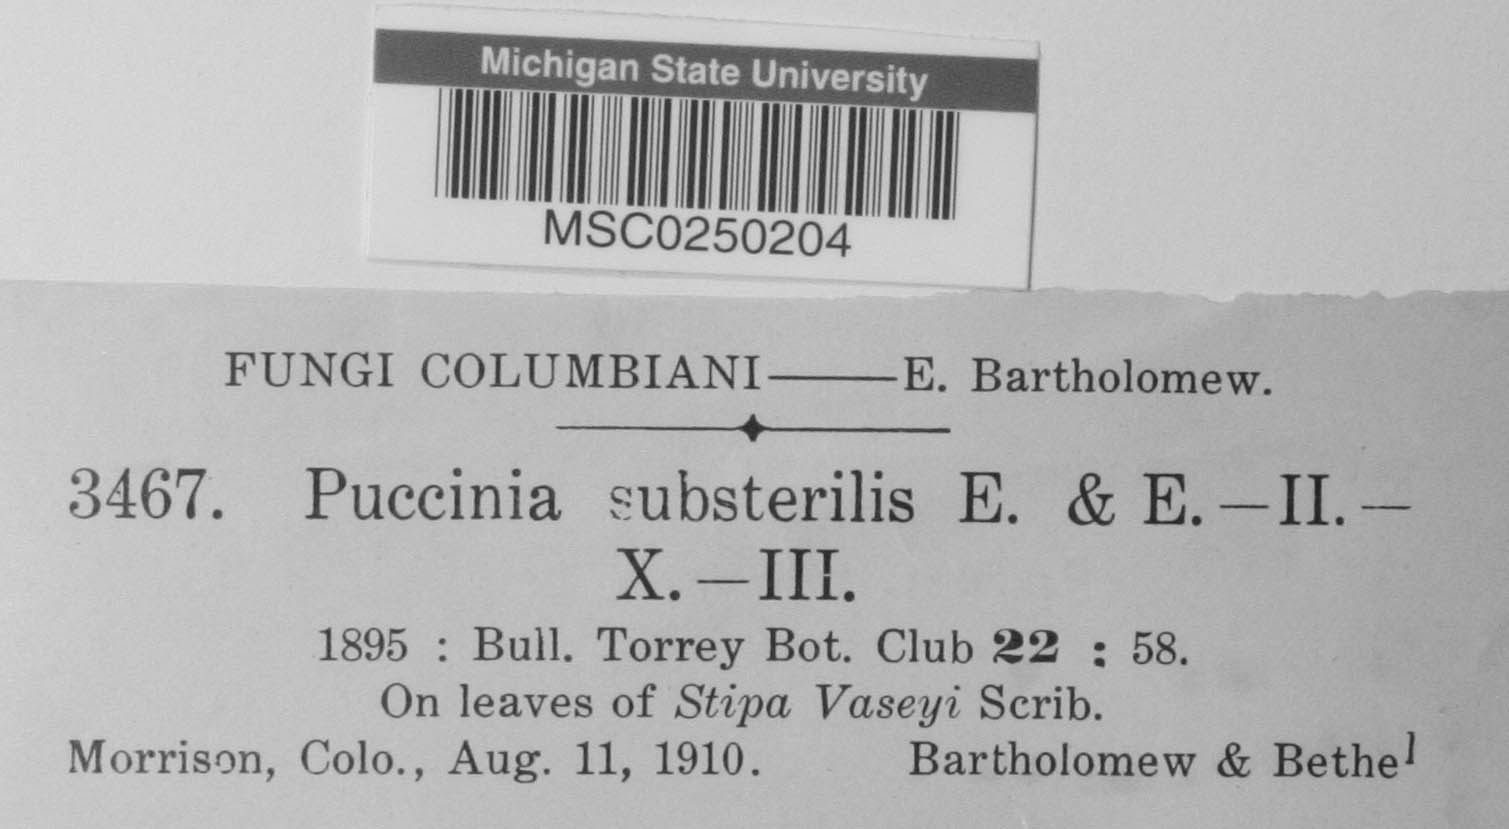 Michigan State University
MSC0250204
FUNGI COLUMBIANI——E. Bartholomew.
3467. Puccinia substerilis E. & E.—II.—
X.—III.
1895 : Bull. Torrey Bot. Club 22 : 58.
On leaves of Stipa Vaseyi Scrib.
Morrison, Colo., Aug. 11, 1910. Bartholomew & Bethel